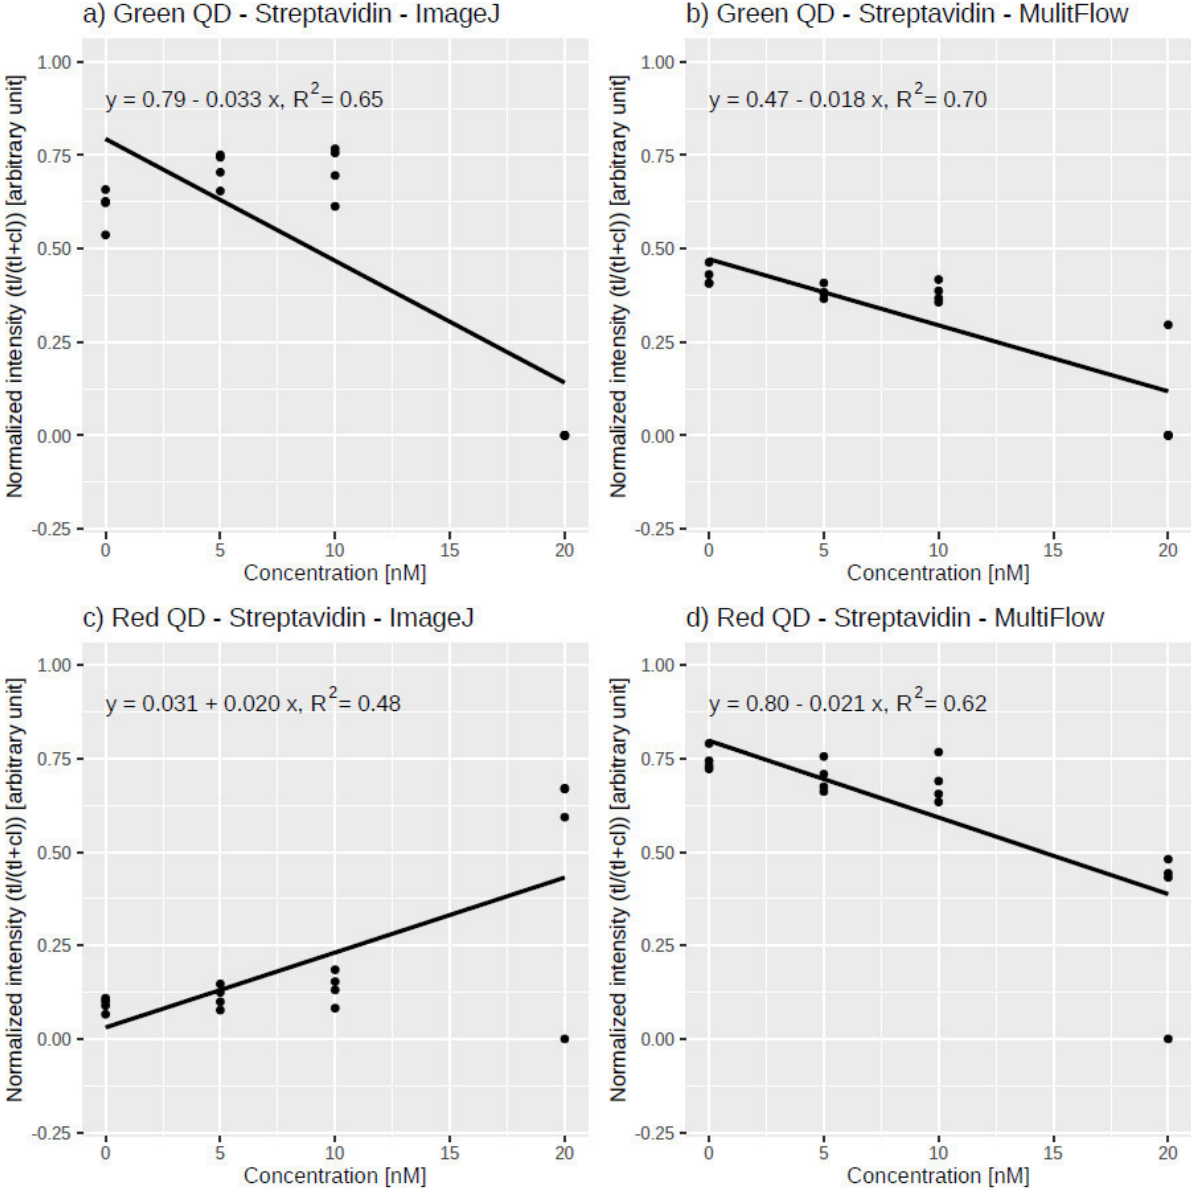 a) Green QD - Streptavidin - ImageJ
Normalized intensity (tl/(tl+cl)) [arbitrary unit]
1.00
0.75
0.50
0.25
0.00
-0.25
y = 0.79 - 0.033 x, R2= 0.65
0 5 10 15 20
Concentration [nM]
b) Green QD - Streptavidin - MulitFlow
Normalized intensity (tl/(tl+cl)) [arbitrary unit]
1.00
0.75
0.50
0.25
0.00
-0.25
y = 0.47 - 0.018 x, R2= 0.70
0 5 10 15 20
Concentration [nM]
c) Red QD - Streptavidin - ImageJ
Normalized intensity (tl/(tl+cl)) [arbitrary unit]
1.00
0.75
0.50
0.25
0.00
-0.25
y = 0.031 + 0.020 x, R2= 0.48
0 5 10 15 20
Concentration [nM]
d) Red QD - Streptavidin - MultiFlow
Normalized intensity (tl/(tl+cl)) [arbitrary unit]
1.00
0.75
0.50
0.25
0.00
-0.25
y = 0.80 - 0.021 x, R2= 0.62
0 5 10 15 20
Concentration [nM]